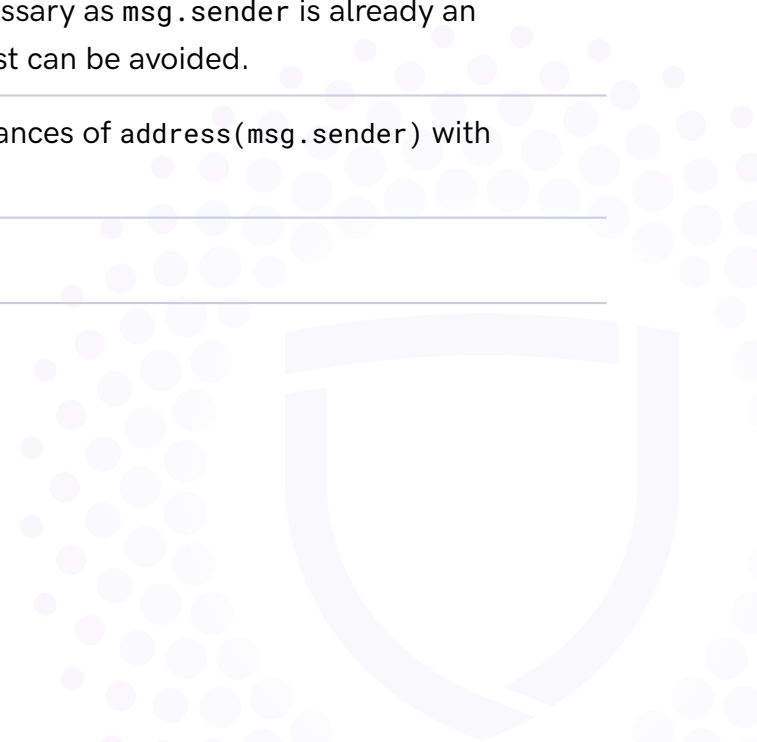 ssary as msg.sender is already an
st can be avoided.
ances of address(msg.sender) with